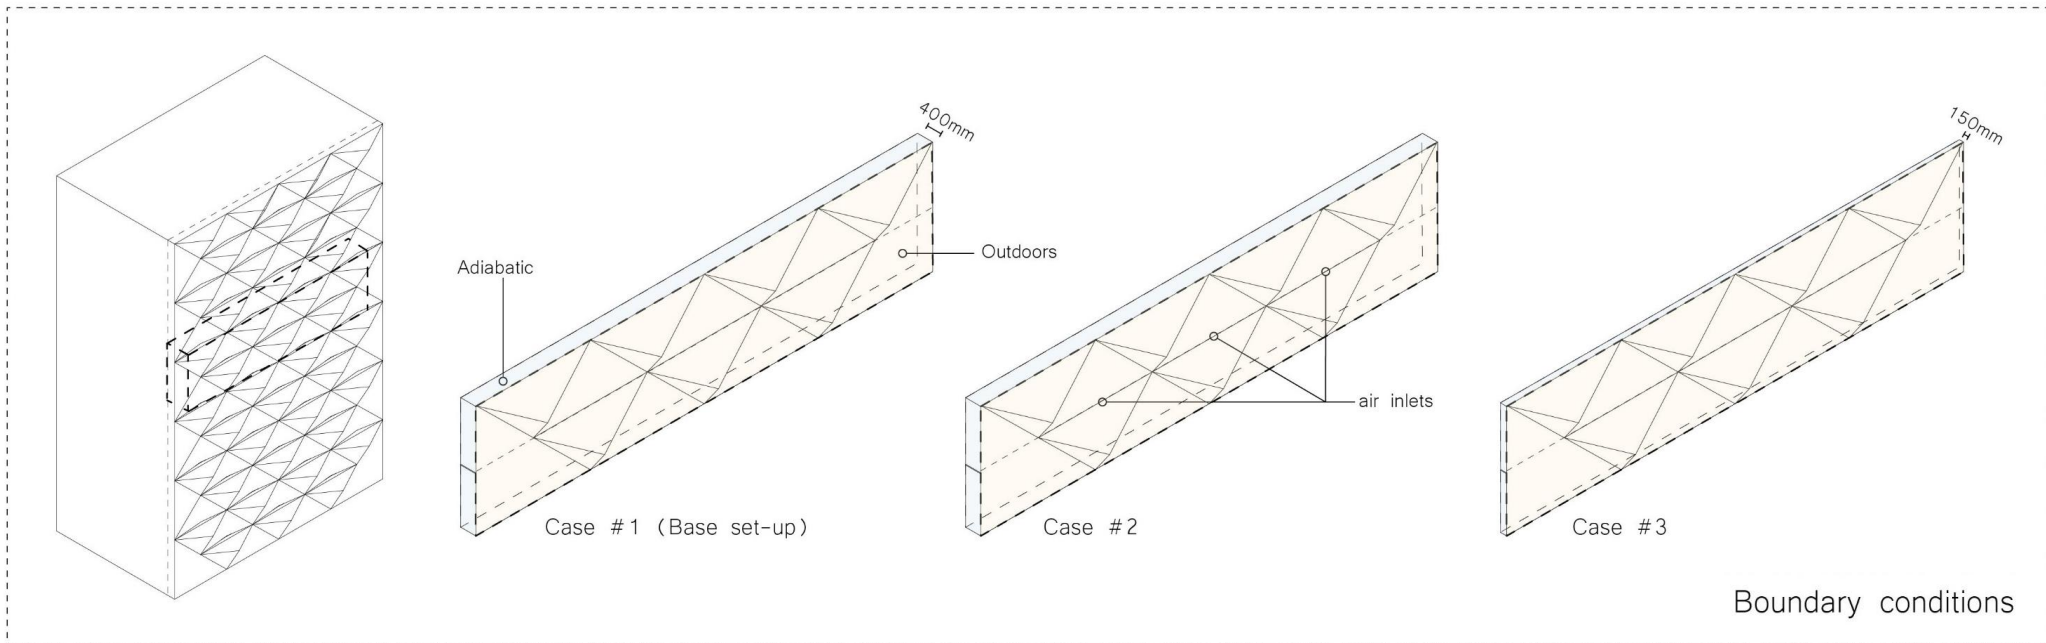 400mm
150mm
Adiabatic
Outdoors
air inlets
Case #1 (Base set-up)
Case #2
Case #3
Boundary conditions